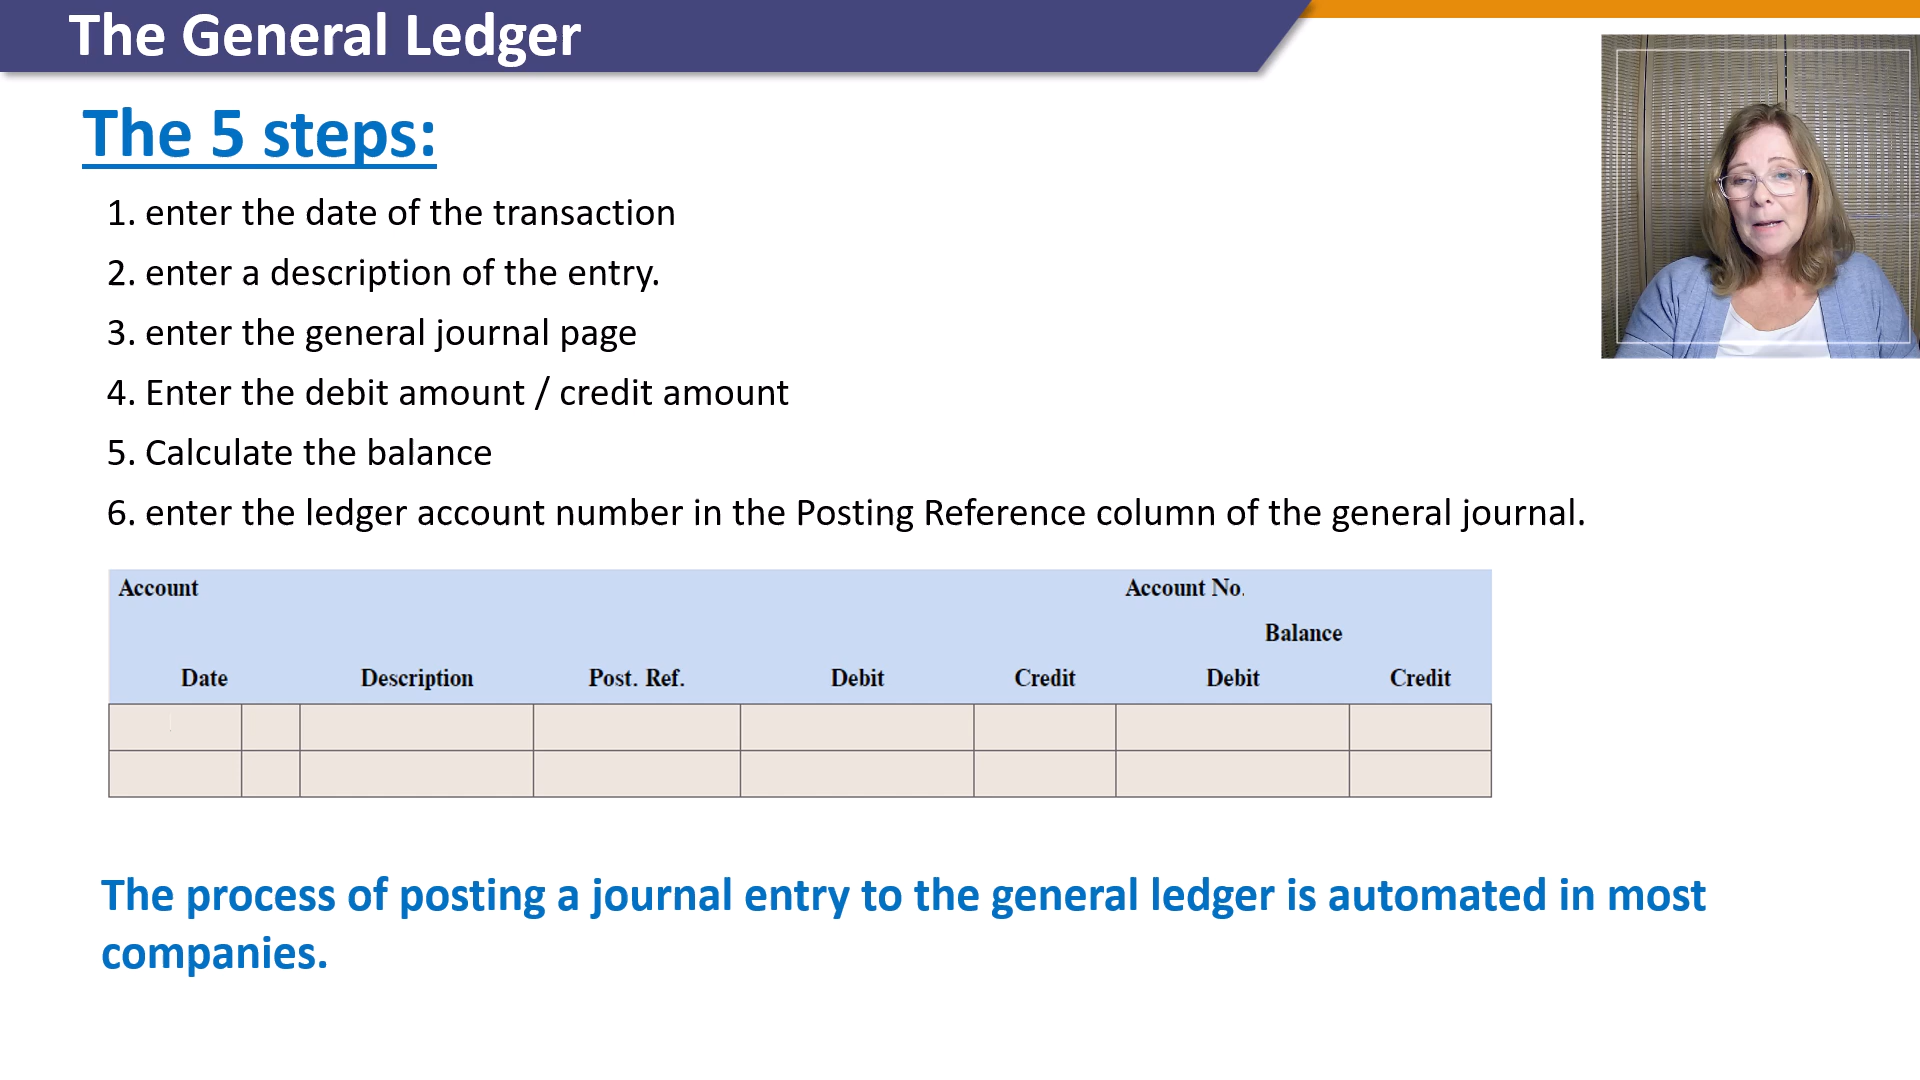 The General Ledger
The 5 steps:
1. enter the date of the transaction
2. enter a description of the entry.
3. enter the general journal page
4. Enter the debit amount / credit amount
5. Calculate the balance
6. enter the ledger account number in the Posting Reference column of the general journal.
Account Account No.
Balance
Date Description Post. Ref. Debit Credit Debit Credit
The process of posting a journal entry to the general ledger is automated in most
companies.